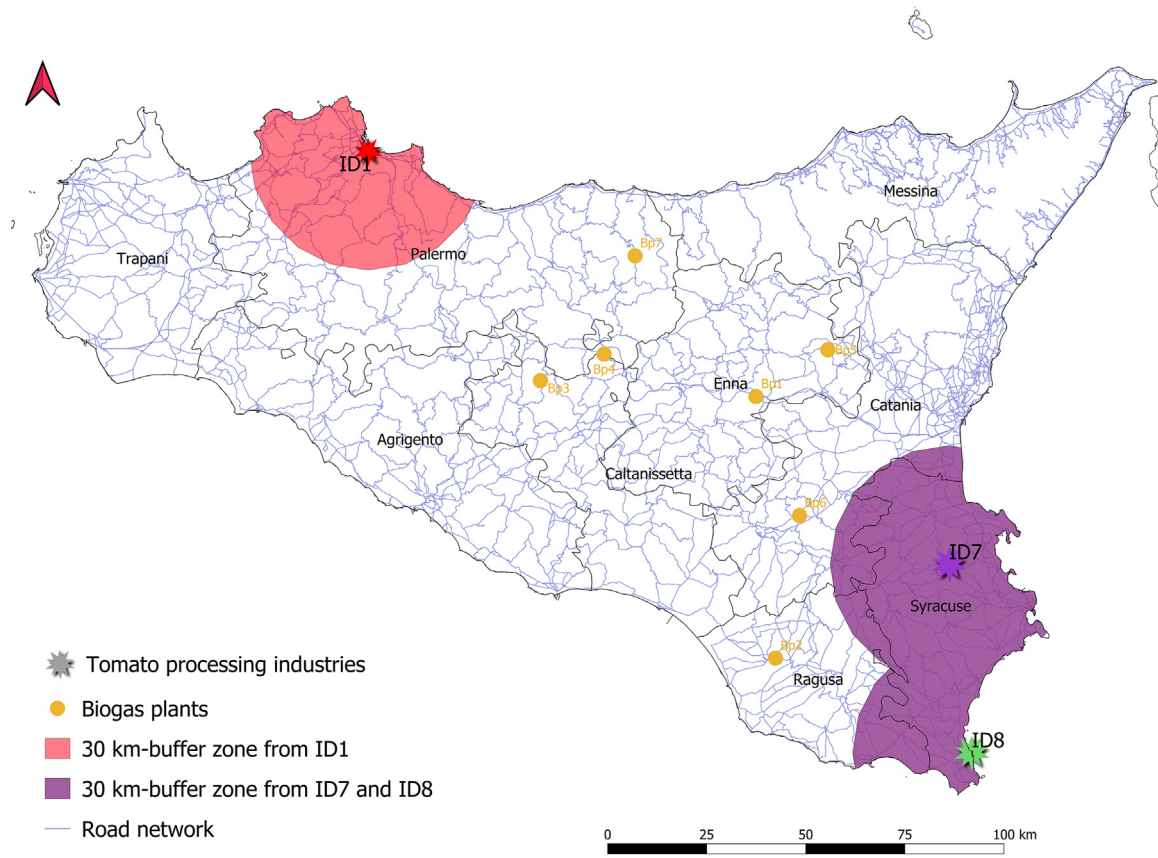 ID1
Messina
Trapani
Palermo
Bp7
Bp5
Bp4
Bp3
Enna
Bp1
Catania
Agrigento
Caltanissetta
Bp6
ID7
Syracuse
Bp2
Ragusa
ID8
Tomato processing industries
Biogas plants
30 km-buffer zone from ID1
30 km-buffer zone from ID7 and ID8
Road network
0 25 50 75 100 km